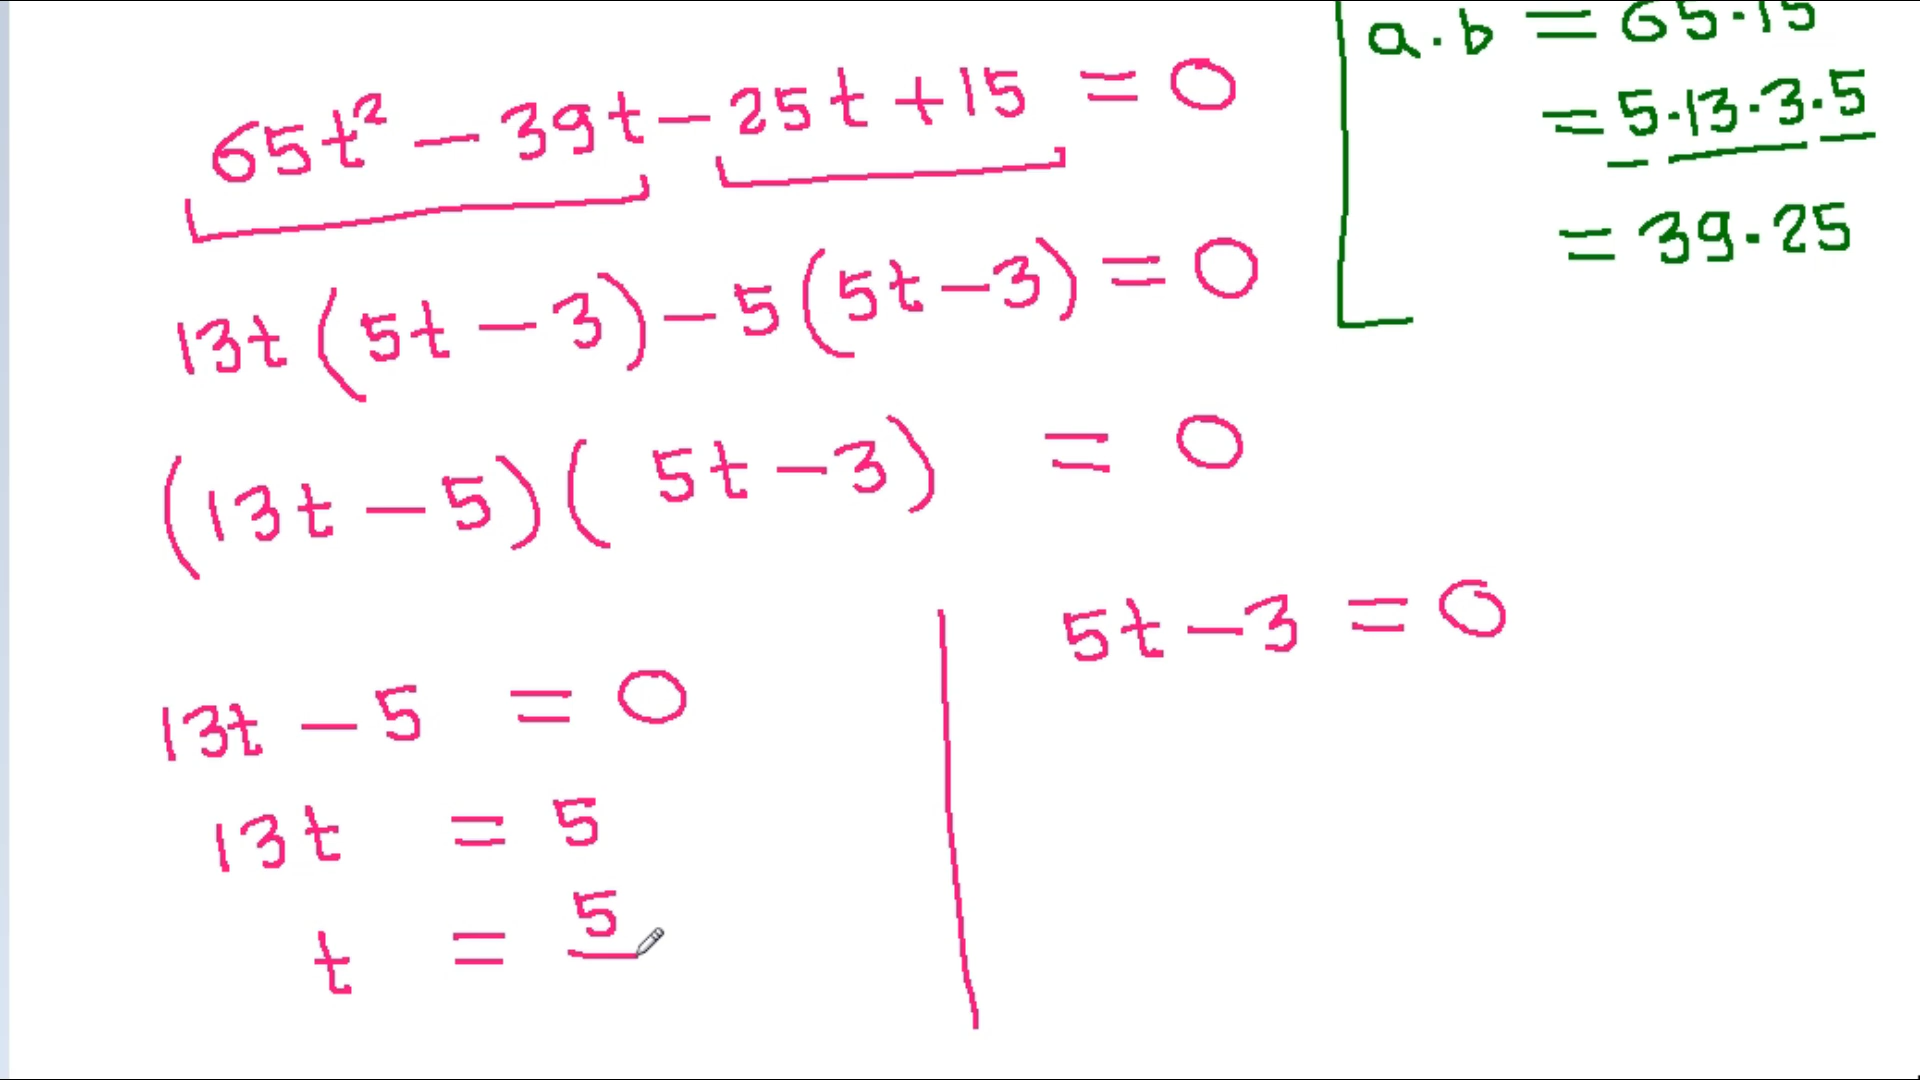 65t² − 39t − 25t + 15 = 0
13t(5t − 3) − 5(5t − 3) = 0
(13t − 5)(5t − 3) = 0
13t − 5 = 0
13t = 5
t = 5
5t − 3 = 0
a·b = 65·15
= 5·13·3·5
= 39·25